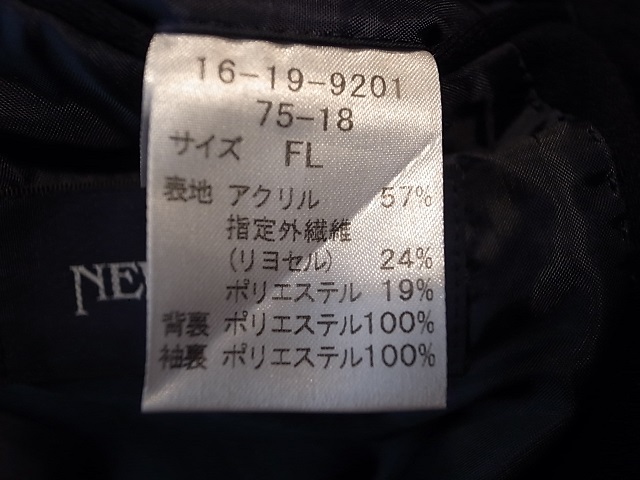 16-19-9201
75-18
サイズ FL
表地 アクリル 57%
指定外繊維
(リヨセル) 24%
ポリエステル 19%
背裏 ポリエステル100%
袖裏 ポリエステル100%